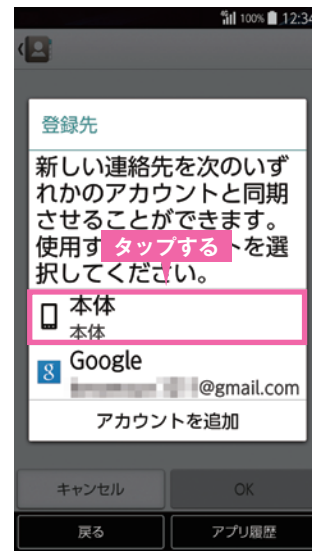 4G 100% 12:34
登録先
新しい連絡先を次のいず
れかのアカウントと同期
させることができます。
使用す タップする トを選
択してください。
本体
本体
8 Google
@gmail.com
アカウントを追加
キャンセル OK
戻る アプリ履歴